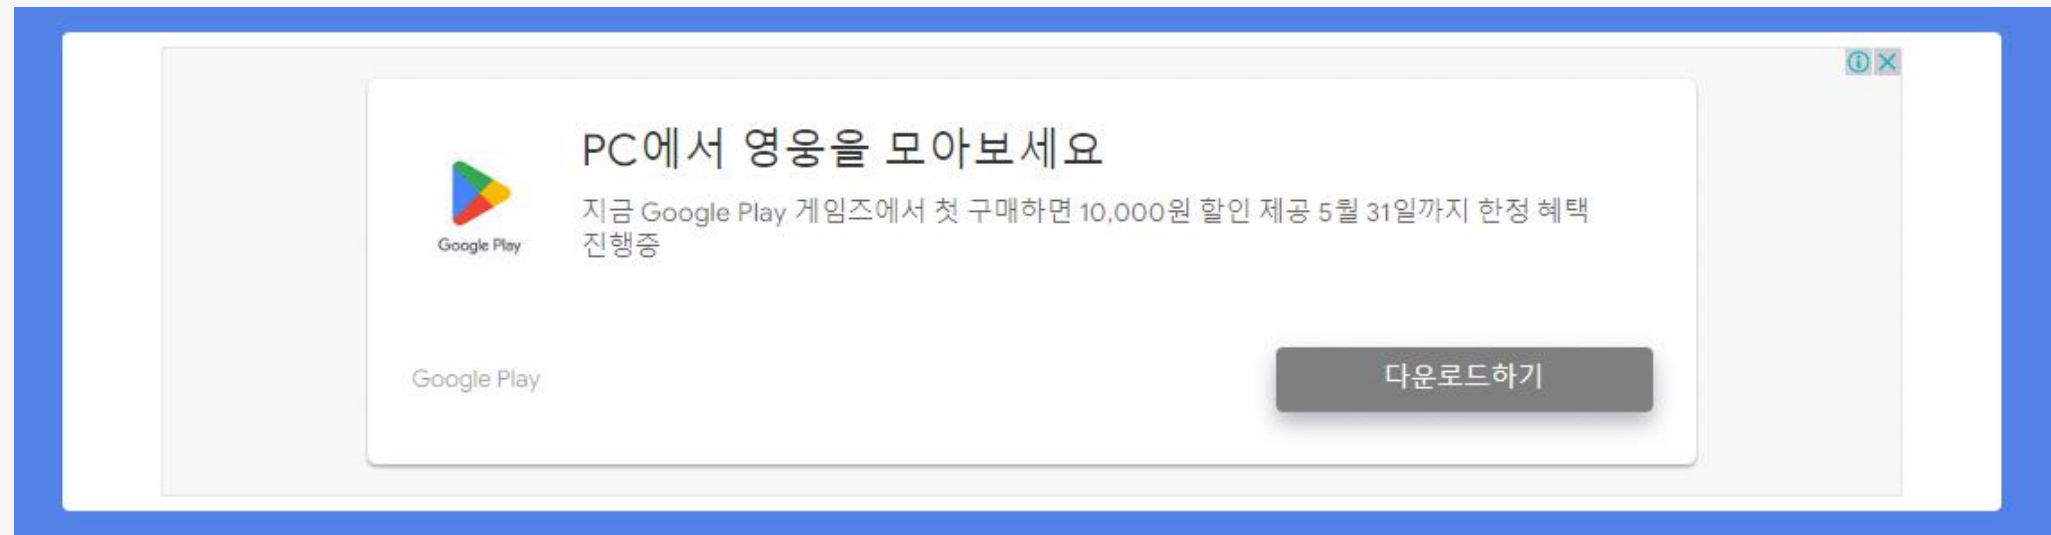 PC에서 영웅을 모아보세요
지금 Google Play 게임즈에서 첫 구매하면 10,000원 할인 제공 5월 31일까지 한정 혜택
진행중
Google Play
Google Play
다운로드하기